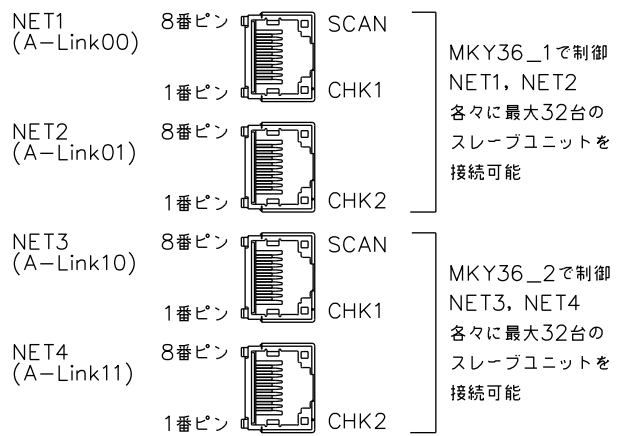 NET1
(A-Link00)
8番ピン
SCAN
1番ピン
CHK1
NET2
(A-Link01)
8番ピン
1番ピン
CHK2
MKY36_1で制御
NET1, NET2
各々に最大32台の
スレーブユニットを
接続可能
NET3
(A-Link10)
8番ピン
SCAN
1番ピン
CHK1
NET4
(A-Link11)
8番ピン
1番ピン
CHK2
MKY36_2で制御
NET3, NET4
各々に最大32台の
スレーブユニットを
接続可能